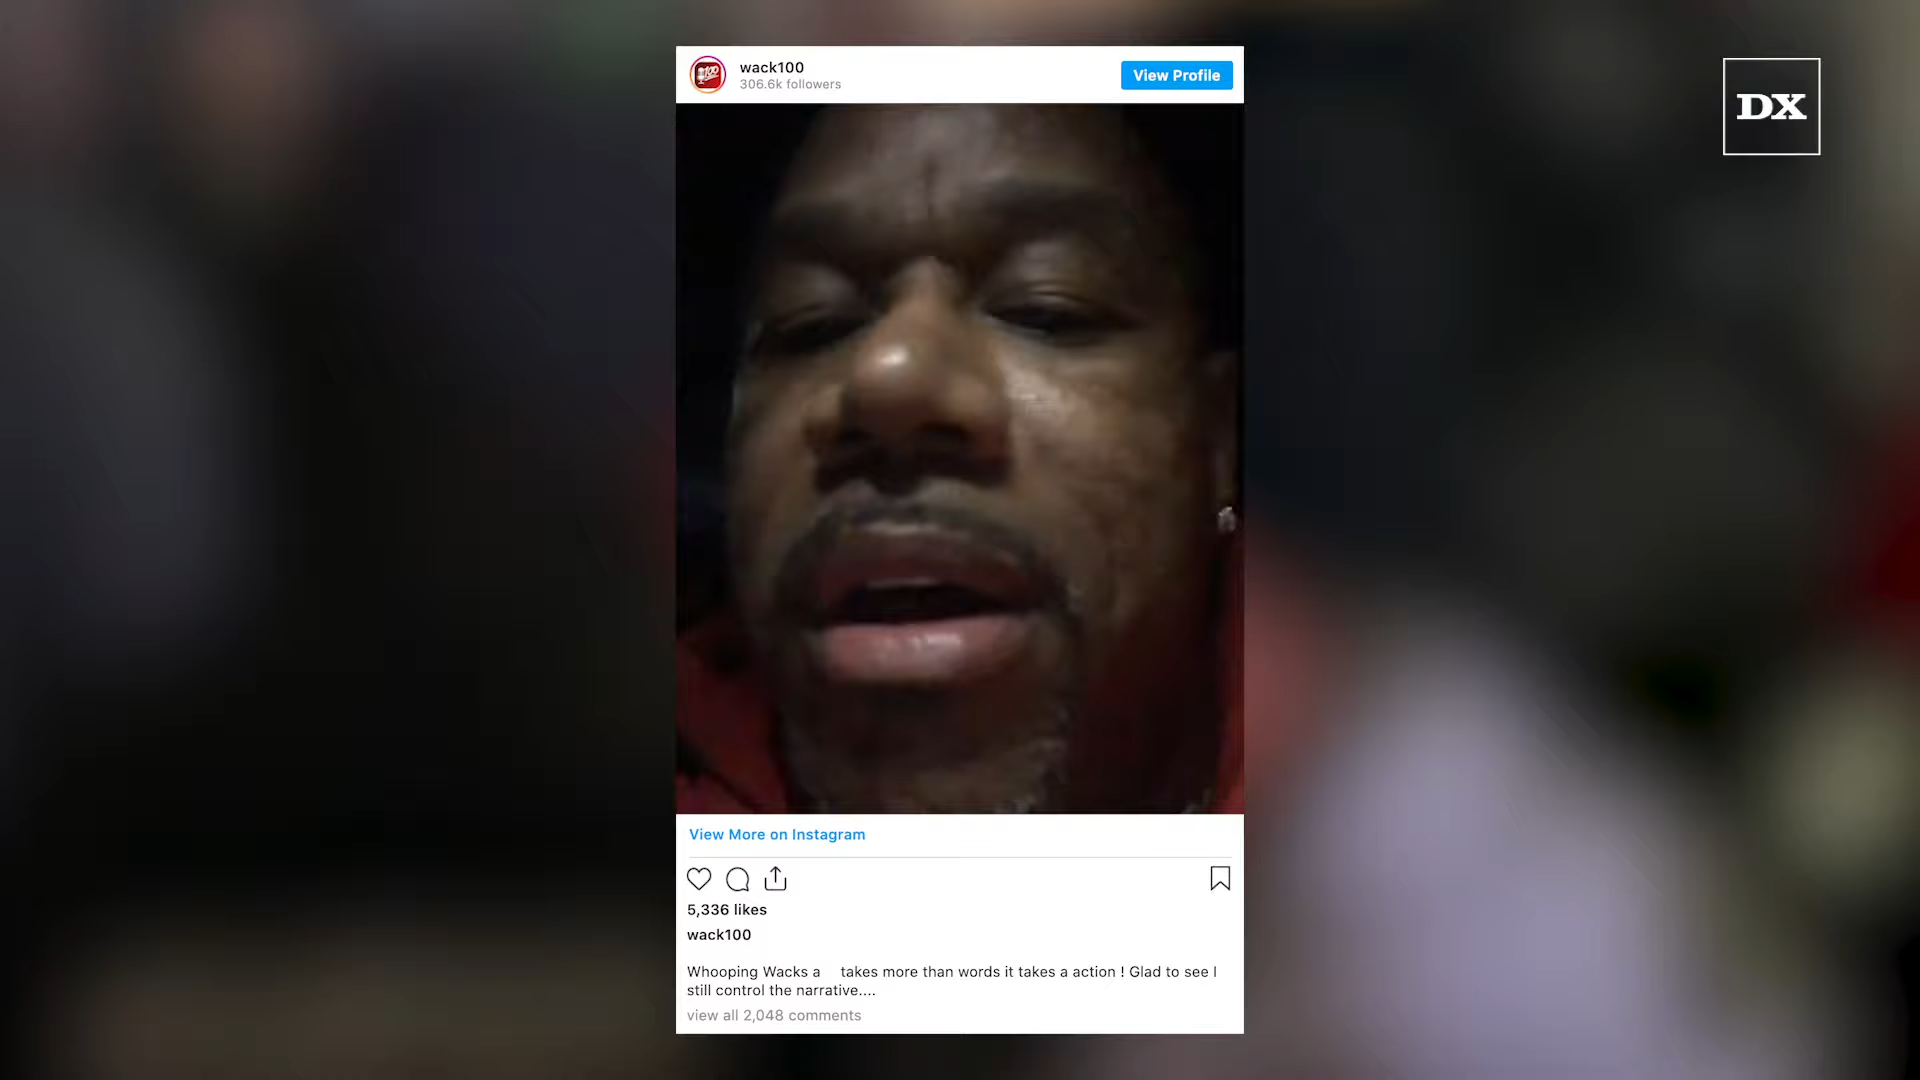 wack100
306.6k followers
View Profile
DX
View More on Instagram
5,336 likes
wack100
Whooping Wacks a takes more than words it takes a action ! Glad to see I
still control the narrative....
view all 2,048 comments